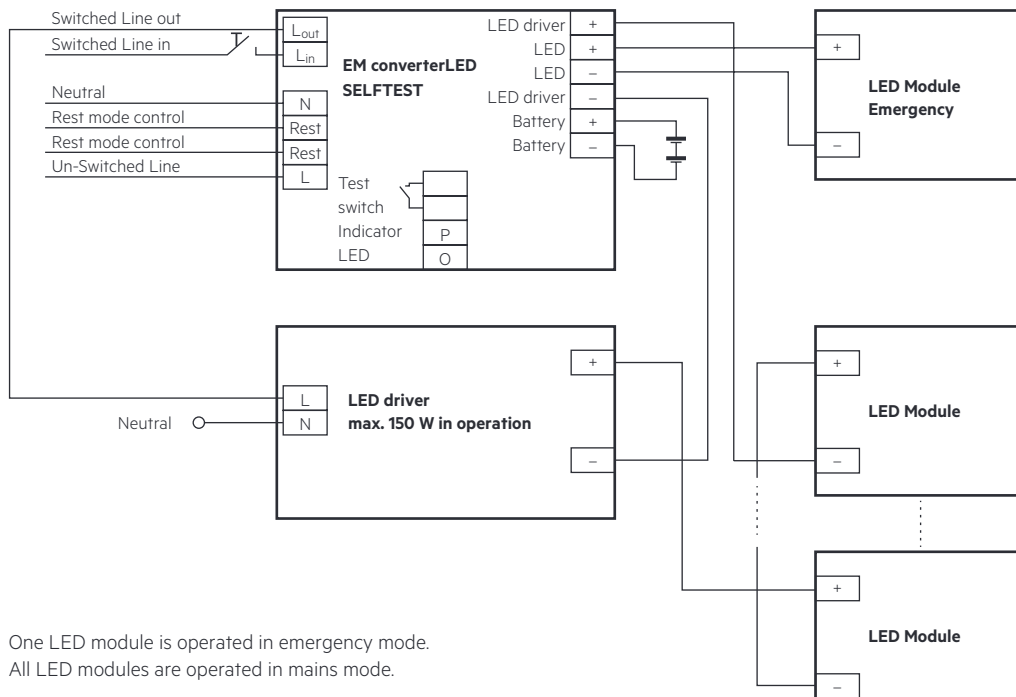 Switched Line out
Switched Line in
Neutral
Rest mode control
Rest mode control
Un-Switched Line
Lout
Lin
N
Rest
Rest
L
EM converterLED
SELFTEST
Test
switch
Indicator
LED
P
O
LED driver +
LED +
LED –
LED driver –
Battery +
Battery –
+
–
LED Module
Emergency
Neutral
L
N
LED driver
max. 150 W in operation
+
–
+
–
LED Module
+
–
LED Module
One LED module is operated in emergency mode.
All LED modules are operated in mains mode.